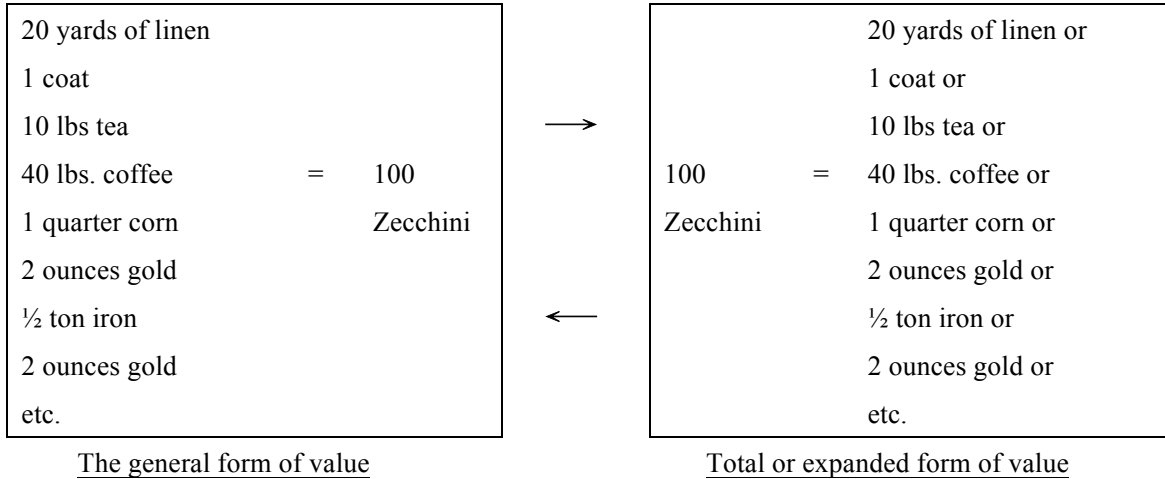 20 yards of linen
1 coat
10 lbs tea
40 lbs. coffee = 100
1 quarter corn Zecchini
2 ounces gold
½ ton iron
2 ounces gold
etc.
The general form of value
→
←
20 yards of linen or
1 coat or
10 lbs tea or
100 = 40 lbs. coffee or
Zecchini 1 quarter corn or
2 ounces gold or
½ ton iron or
2 ounces gold or
etc.
Total or expanded form of value